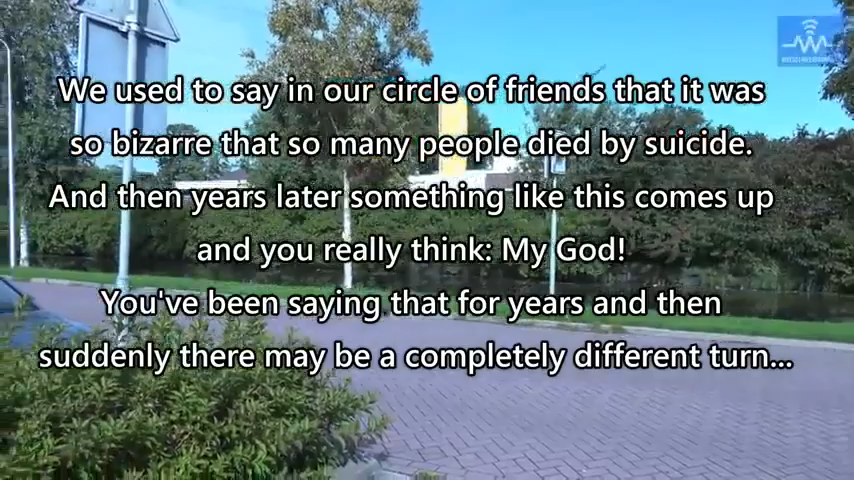 We used to say in our circle of friends that it was
so bizarre that so many people died by suicide.
And then years later something like this comes up
and you really think: My God!
You've been saying that for years and then
suddenly there may be a completely different turn...